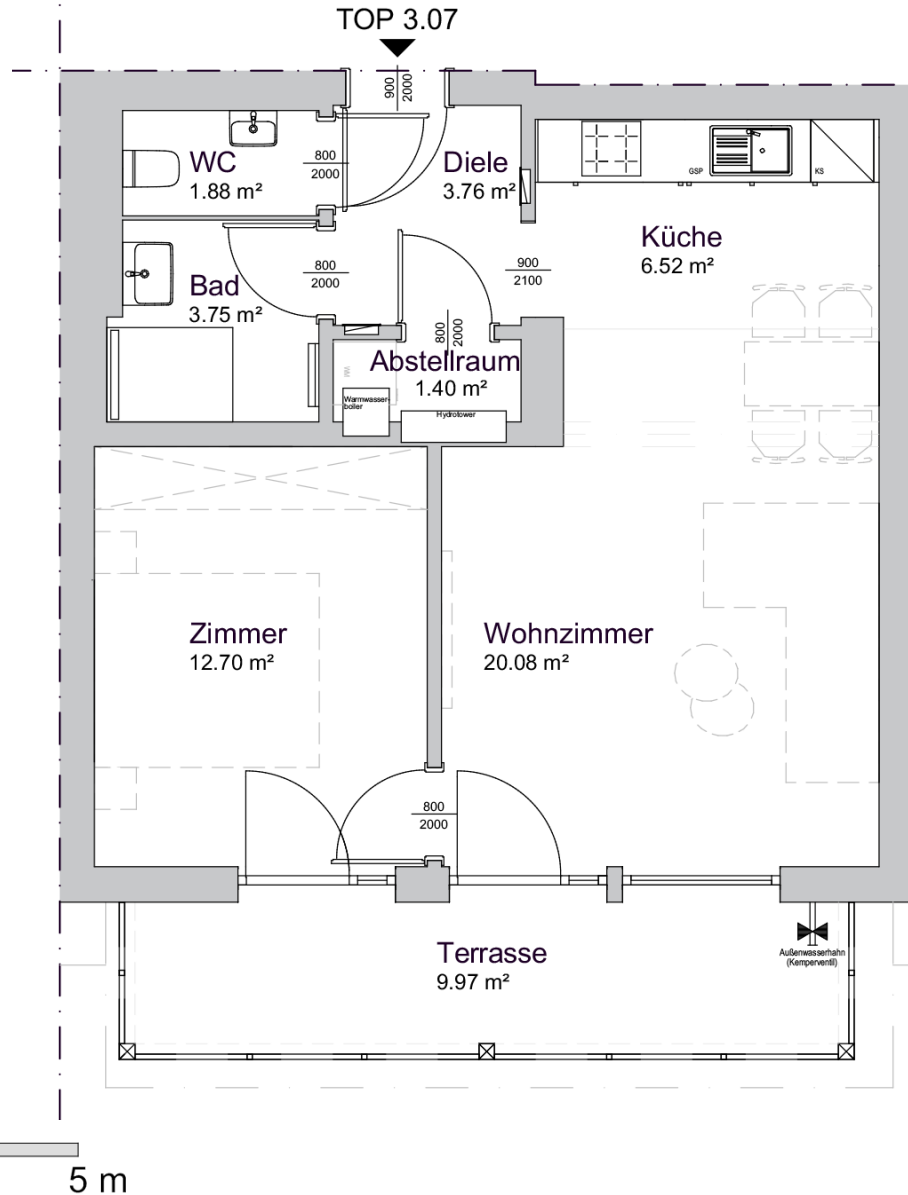 TOP 3.07
900
2000
WC
1.88 m²
800
2000
Diele
3.76 m²
GSP
KS
Küche
6.52 m²
Bad
3.75 m²
800
2000
900
2100
800
2000
WM
Abstellraum
1.40 m²
Warmwasser-
boiler
Hydrotower
Zimmer
12.70 m²
Wohnzimmer
20.08 m²
800
2000
Terrasse
9.97 m²
Außenwasserhahn
(Kemperventil)
5 m